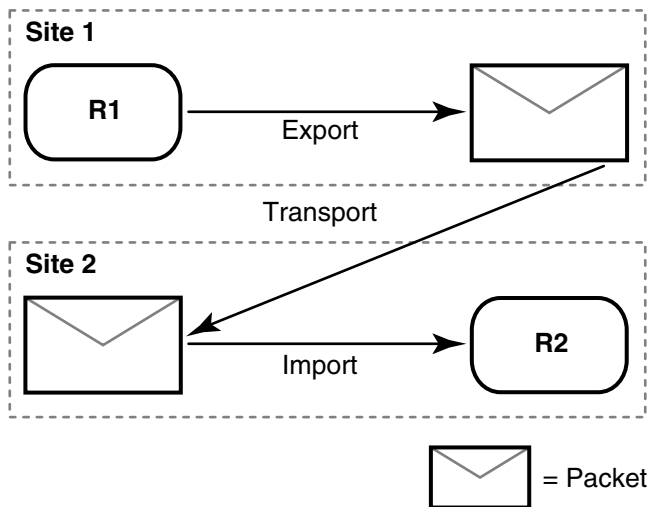 Site 1
R1
Export
Transport
Site 2
Import
R2
= Packet